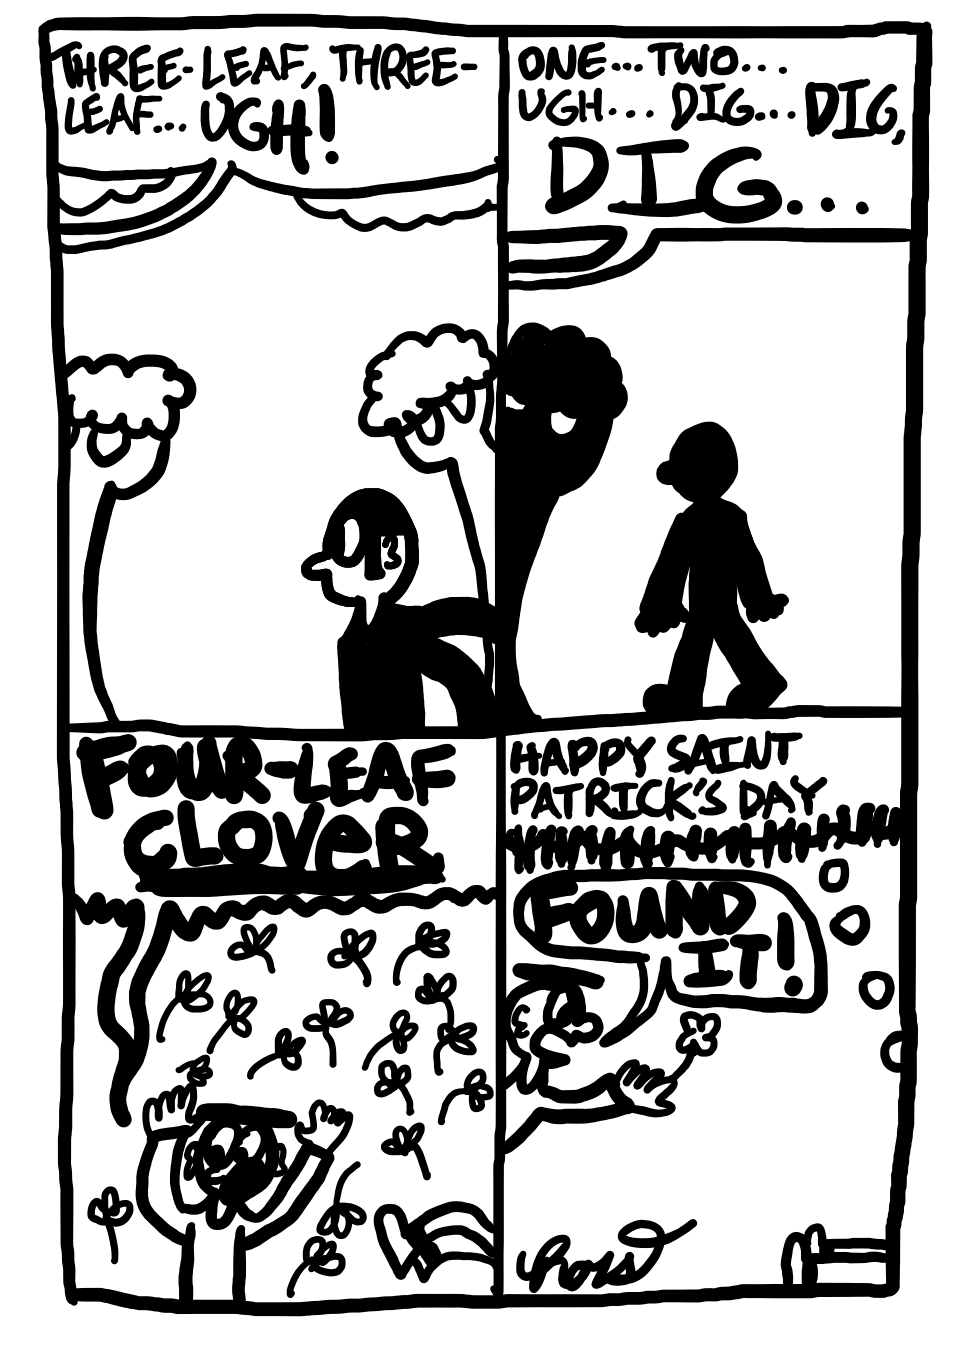 THREE-LEAF, THREE-
LEAF... UGH!
ONE... TWO...
UGH... DIG... DIG,
DIG...
FOUR-LEAF
CLOVER
HAPPY SAINT
PATRICK'S DAY
FOUND
IT!